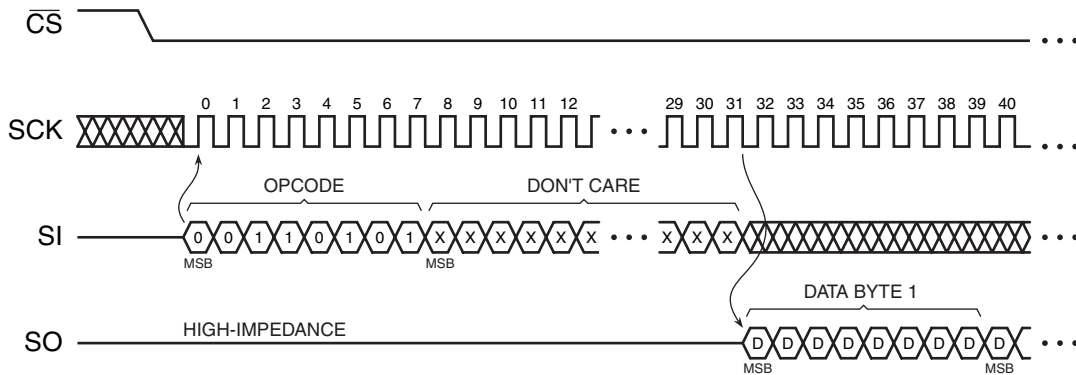 CS
0 1 2 3 4 5 6 7 8 9 10 11 12 29 30 31 32 33 34 35 36 37 38 39 40
SCK
OPCODE DON'T CARE
SI 0 0 1 1 0 1 0 1 X X X X X X X X X
MSB MSB
DATA BYTE 1
HIGH-IMPEDANCE
SO D D D D D D D D D
MSB MSB